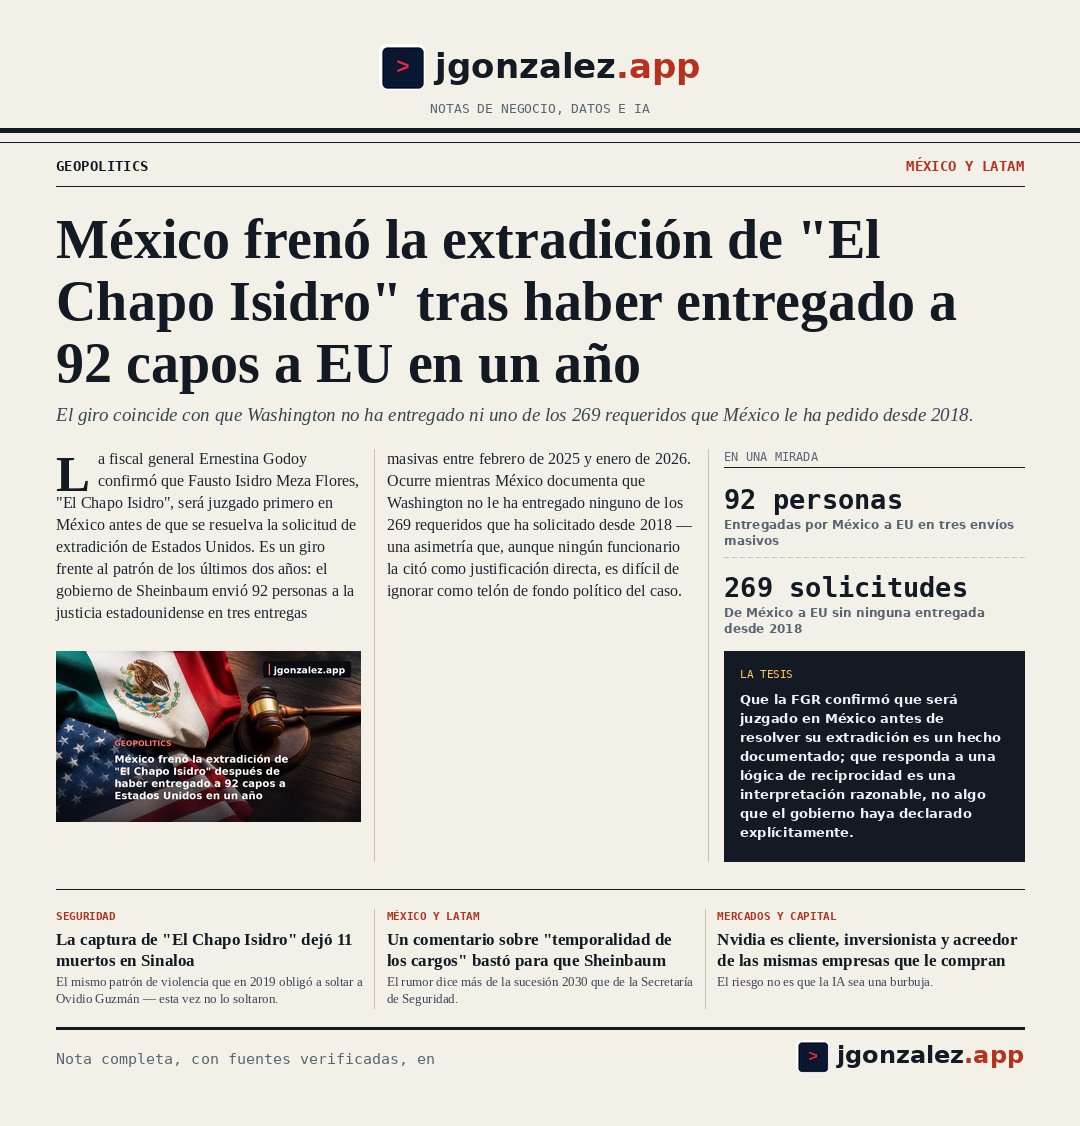 > jgonzalez.app
NOTAS DE NEGOCIO, DATOS E IA
GEOPOLITICS
MÉXICO Y LATAM
México frenó la extradición de "El
Chapo Isidro" tras haber entregado a
92 capos a EU en un año
El giro coincide con que Washington no ha entregado ni uno de los 269 requeridos que México le ha pedido desde 2018.
La fiscal general Ernestina Godoy
confirmó que Fausto Isidro Meza Flores,
"El Chapo Isidro", será juzgado primero en
México antes de que se resuelva la solicitud de
extradición de Estados Unidos. Es un giro
frente al patrón de los últimos dos años: el
gobierno de Sheinbaum envió 92 personas a la
justicia estadounidense en tres entregas
masivas entre febrero de 2025 y enero de 2026.
Ocurre mientras México documenta que
Washington no le ha entregado ninguno de los
269 requeridos que ha solicitado desde 2018 —
una asimetría que, aunque ningún funcionario
la citó como justificación directa, es difícil de
ignorar como telón de fondo político del caso.
jgonzalez.app
GEOPOLITICS
México frenó la extradición de
"El Chapo Isidro" después de
haber entregado a 92 capos a
Estados Unidos en un año
EN UNA MIRADA
92 personas
Entregadas por México a EU en tres envíos
masivos
269 solicitudes
De México a EU sin ninguna entregada
desde 2018
LA TESIS
Que la FGR confirmó que será
juzgado en México antes de
resolver su extradición es un hecho
documentado; que responda a una
lógica de reciprocidad es una
interpretación razonable, no algo
que el gobierno haya declarado
explícitamente.
SEGURIDAD
La captura de "El Chapo Isidro" dejó 11
muertos en Sinaloa
El mismo patrón de violencia que en 2019 obligó a soltar a
Ovidio Guzmán — esta vez no lo soltaron.
MÉXICO Y LATAM
Un comentario sobre "temporalidad de
los cargos" bastó para que Sheinbaum
El rumor dice más de la sucesión 2030 que de la Secretaría
de Seguridad.
MERCADOS Y CAPITAL
Nvidia es cliente, inversionista y acreedor
de las mismas empresas que le compran
El riesgo no es que la IA sea una burbuja.
Nota completa, con fuentes verificadas, en
> jgonzalez.app